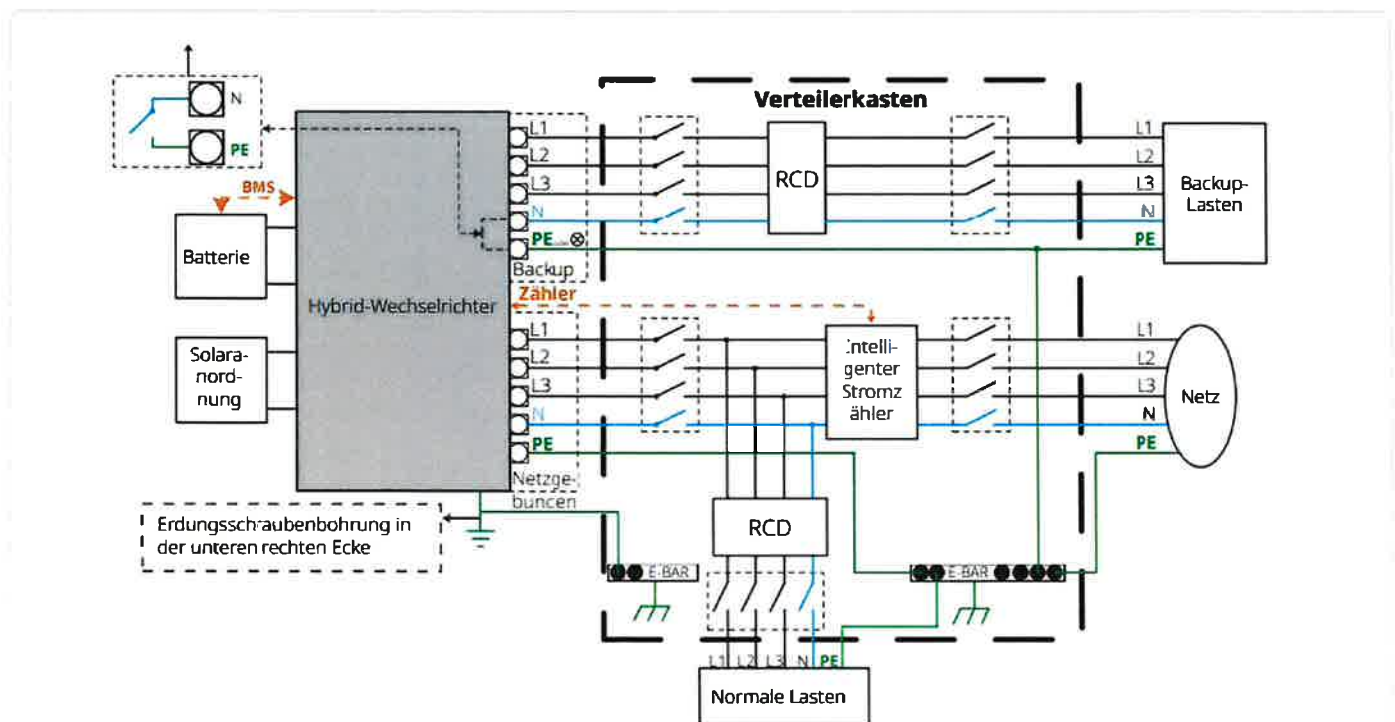 Verteilerkasten
N
PE
BMS
Batterie
Solara-
nord-
nung
Hybrid-Wechselrichter
L1
L2
L3
N
PE
Backup
RCD
L1
L2
L3
N
PE
Backup-
Lasten
Zähler
L1
L2
L3
N
PE
Netzge-
buncen
Intelli-
genter
Stromz
ähler
L1
L2
L3
N
PE
Netz
Erdungsschraubenbohrung in
der unteren rechten Ecke
RCD
E-BAR
E-BAR
L1 L2 L3 N PE
Normale Lasten